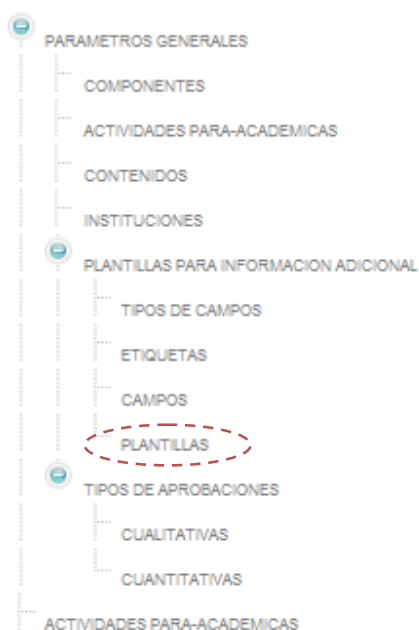 PARAMETROS GENERALES
COMPONENTES
ACTIVIDADES PARA-ACADEMICAS
CONTENIDOS
INSTITUCIONES
PLANTILLAS PARA INFORMACION ADICIONAL
TIPOS DE CAMPOS
ETIQUETAS
CAMPOS
PLANTILLAS
TIPOS DE APROBACIONES
CUALITATIVAS
CUANTITATIVAS
ACTIVIDADES PARA-ACADEMICAS